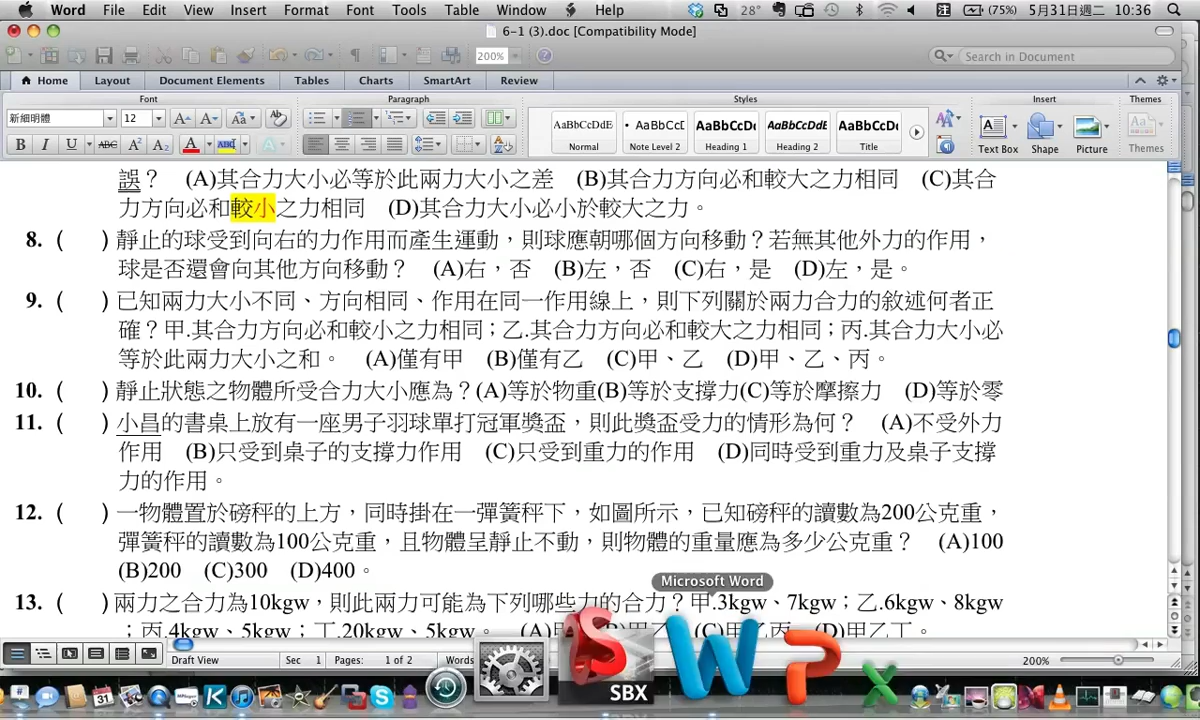 Word File Edit View Insert Format Font Tools Table Window Help 28° (75%) 5月31日週二 10:36
6-1 (3).doc [Compatibility Mode]
200% Search in Document
Home Layout Document Elements Tables Charts SmartArt Review
Font Paragraph Styles Insert Themes
新細明體 12
AaBbCcDdE AaBbCcD AaBbCcD AaBbCcDdE AaBbCcD
Normal Note Level 2 Heading 1 Heading 2 Title Text Box Shape Picture Themes
誤? (A)其合力大小必等於此兩力大小之差 (B)其合力方向必和較大之力相同 (C)其合
力方向必和較小之力相同 (D)其合力大小必小於較大之力。
8. ( ) 靜止的球受到向右的力作用而產生運動,則球應朝哪個方向移動?若無其他外力的作用,
球是否還會向其他方向移動? (A)右,否 (B)左,否 (C)右,是 (D)左,是。
9. ( ) 已知兩力大小不同、方向相同、作用在同一作用線上,則下列關於兩力合力的敘述何者正
確?甲.其合力方向必和較小之力相同;乙.其合力方向必和較大之力相同;丙.其合力大小必
等於此兩力大小之和。 (A)僅有甲 (B)僅有乙 (C)甲、乙 (D)甲、乙、丙。
10. ( ) 靜止狀態之物體所受合力大小應為?(A)等於物重(B)等於支撐力(C)等於摩擦力 (D)等於零
11. ( ) 小昌的書桌上放有一座男子羽球單打冠軍獎盃,則此獎盃受力的情形為何? (A)不受外力
作用 (B)只受到桌子的支撐力作用 (C)只受到重力的作用 (D)同時受到重力及桌子支撐
力的作用。
12. ( ) 一物體置於磅秤的上方,同時掛在一彈簧秤下,如圖所示,已知磅秤的讀數為200公克重,
彈簧秤的讀數為100公克重,且物體呈靜止不動,則物體的重量應為多少公克重? (A)100
(B)200 (C)300 (D)400。
Microsoft Word
13. ( ) 兩力之合力為10kgw,則此兩力可能為下列哪些力的合力?甲.3kgw、7kgw;乙.6kgw、8kgw
;丙.4kgw、5kgw;丁.20kgw、5kgw。 (C)甲乙丙 (D)甲乙丁。
Draft View Sec 1 Pages: 1 of 2 Words 200%
SBX